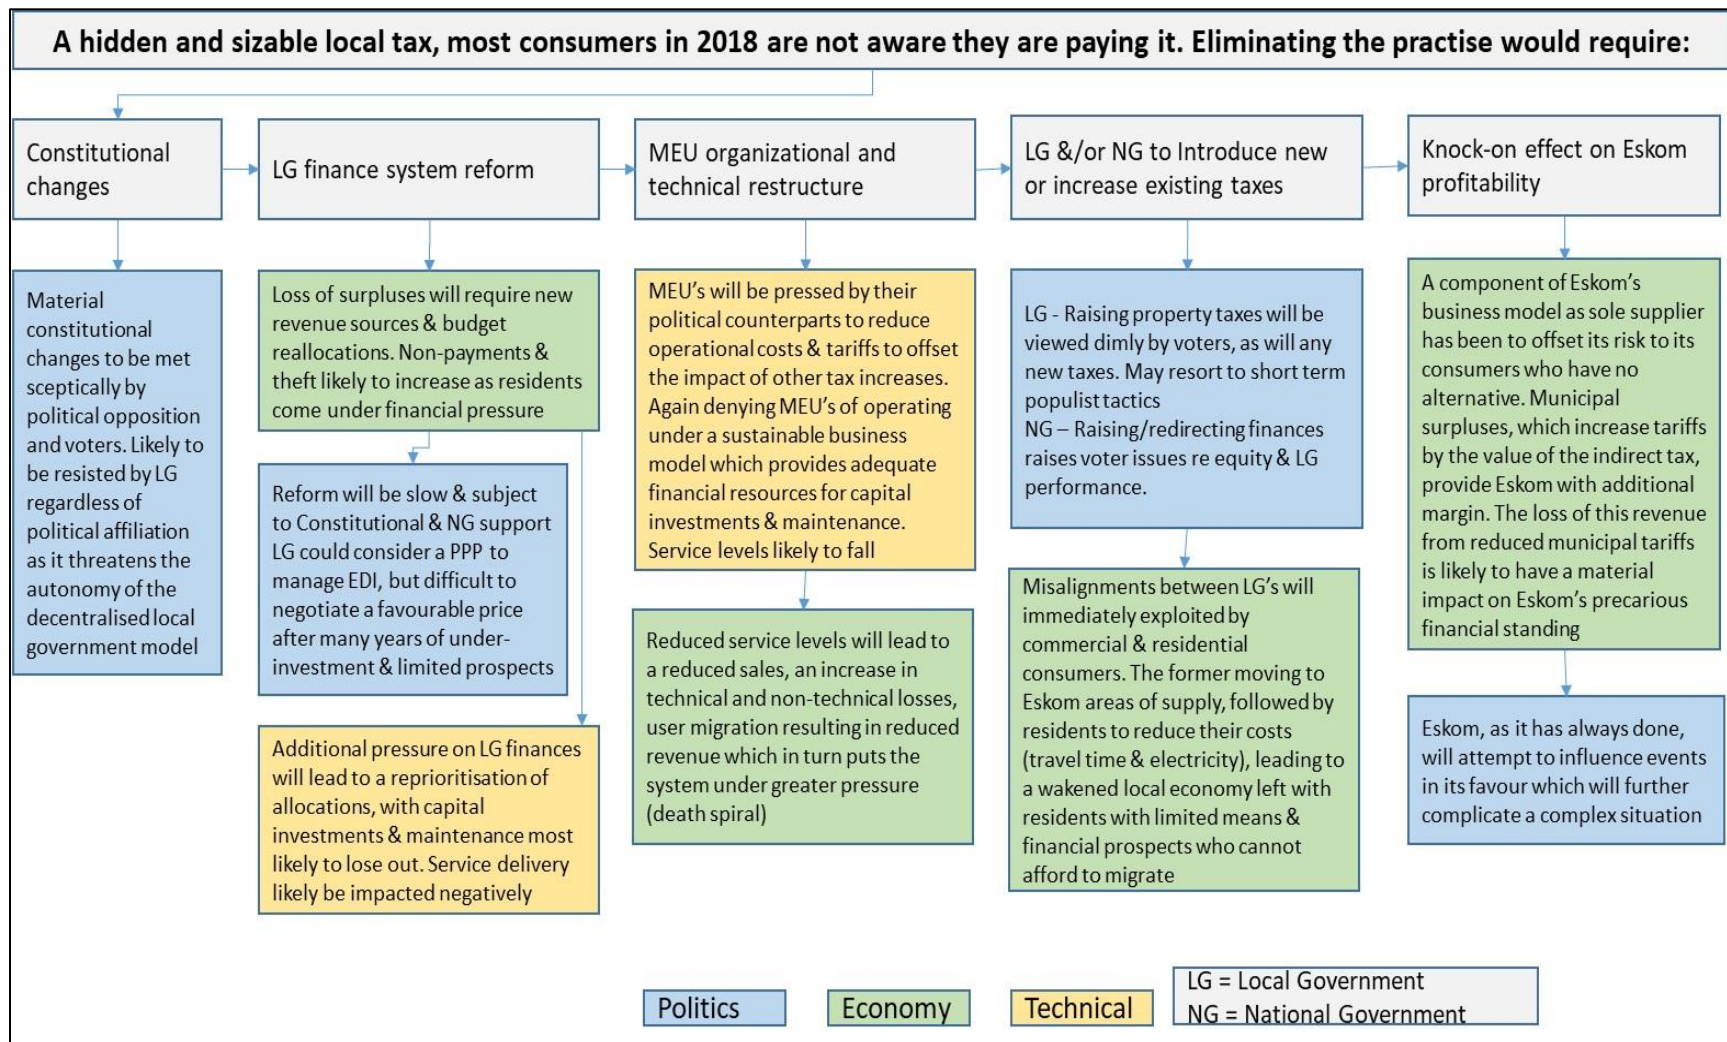 A hidden and sizable local tax, most consumers in 2018 are not aware they are paying it. Eliminating the practise would require:
Constitutional
changes
LG finance system reform
MEU organizational and
technical restructure
LG &/or NG to Introduce new
or increase existing taxes
Knock-on effect on Eskom
profitability
Material
constitutional
changes to be met
sceptically by
political opposition
and voters. Likely to
be resisted by LG
regardless of
political affiliation
as it threatens the
autonomy of the
decentralised local
government model
Loss of surpluses will require new
revenue sources & budget
reallocations. Non-payments &
theft likely to increase as residents
come under financial pressure
Reform will be slow & subject
to Constitutional & NG support
LG could consider a PPP to
manage EDI, but difficult to
negotiate a favourable price
after many years of under-
investment & limited prospects
Additional pressure on LG finances
will lead to a reprioritisation of
allocations, with capital
investments & maintenance most
likely to lose out. Service delivery
likely be impacted negatively
MEU's will be pressed by their
political counterparts to reduce
operational costs & tariffs to offset
the impact of other tax increases.
Again denying MEU's of operating
under a sustainable business
model which provides adequate
financial resources for capital
investments & maintenance.
Service levels likely to fall
Reduced service levels will lead to
a reduced sales, an increase in
technical and non-technical losses,
user migration resulting in reduced
revenue which in turn puts the
system under greater pressure
(death spiral)
LG - Raising property taxes will be
viewed dimly by voters, as will any
new taxes. May resort to short term
populist tactics
NG – Raising/redirecting finances
raises voter issues re equity & LG
performance.
Misalignments between LG's will
immediately exploited by
commercial & residential
consumers. The former moving to
Eskom areas of supply, followed by
residents to reduce their costs
(travel time & electricity), leading to
a wakened local economy left with
residents with limited means &
financial prospects who cannot
afford to migrate
A component of Eskom's
business model as sole supplier
has been to offset its risk to its
consumers who have no
alternative. Municipal
surpluses, which increase tariffs
by the value of the indirect tax,
provide Eskom with additional
margin. The loss of this revenue
from reduced municipal tariffs
is likely to have a material
impact on Eskom's precarious
financial standing
Eskom, as it has always done,
will attempt to influence events
in its favour which will further
complicate a complex situation
Politics
Economy
Technical
LG = Local Government
NG = National Government